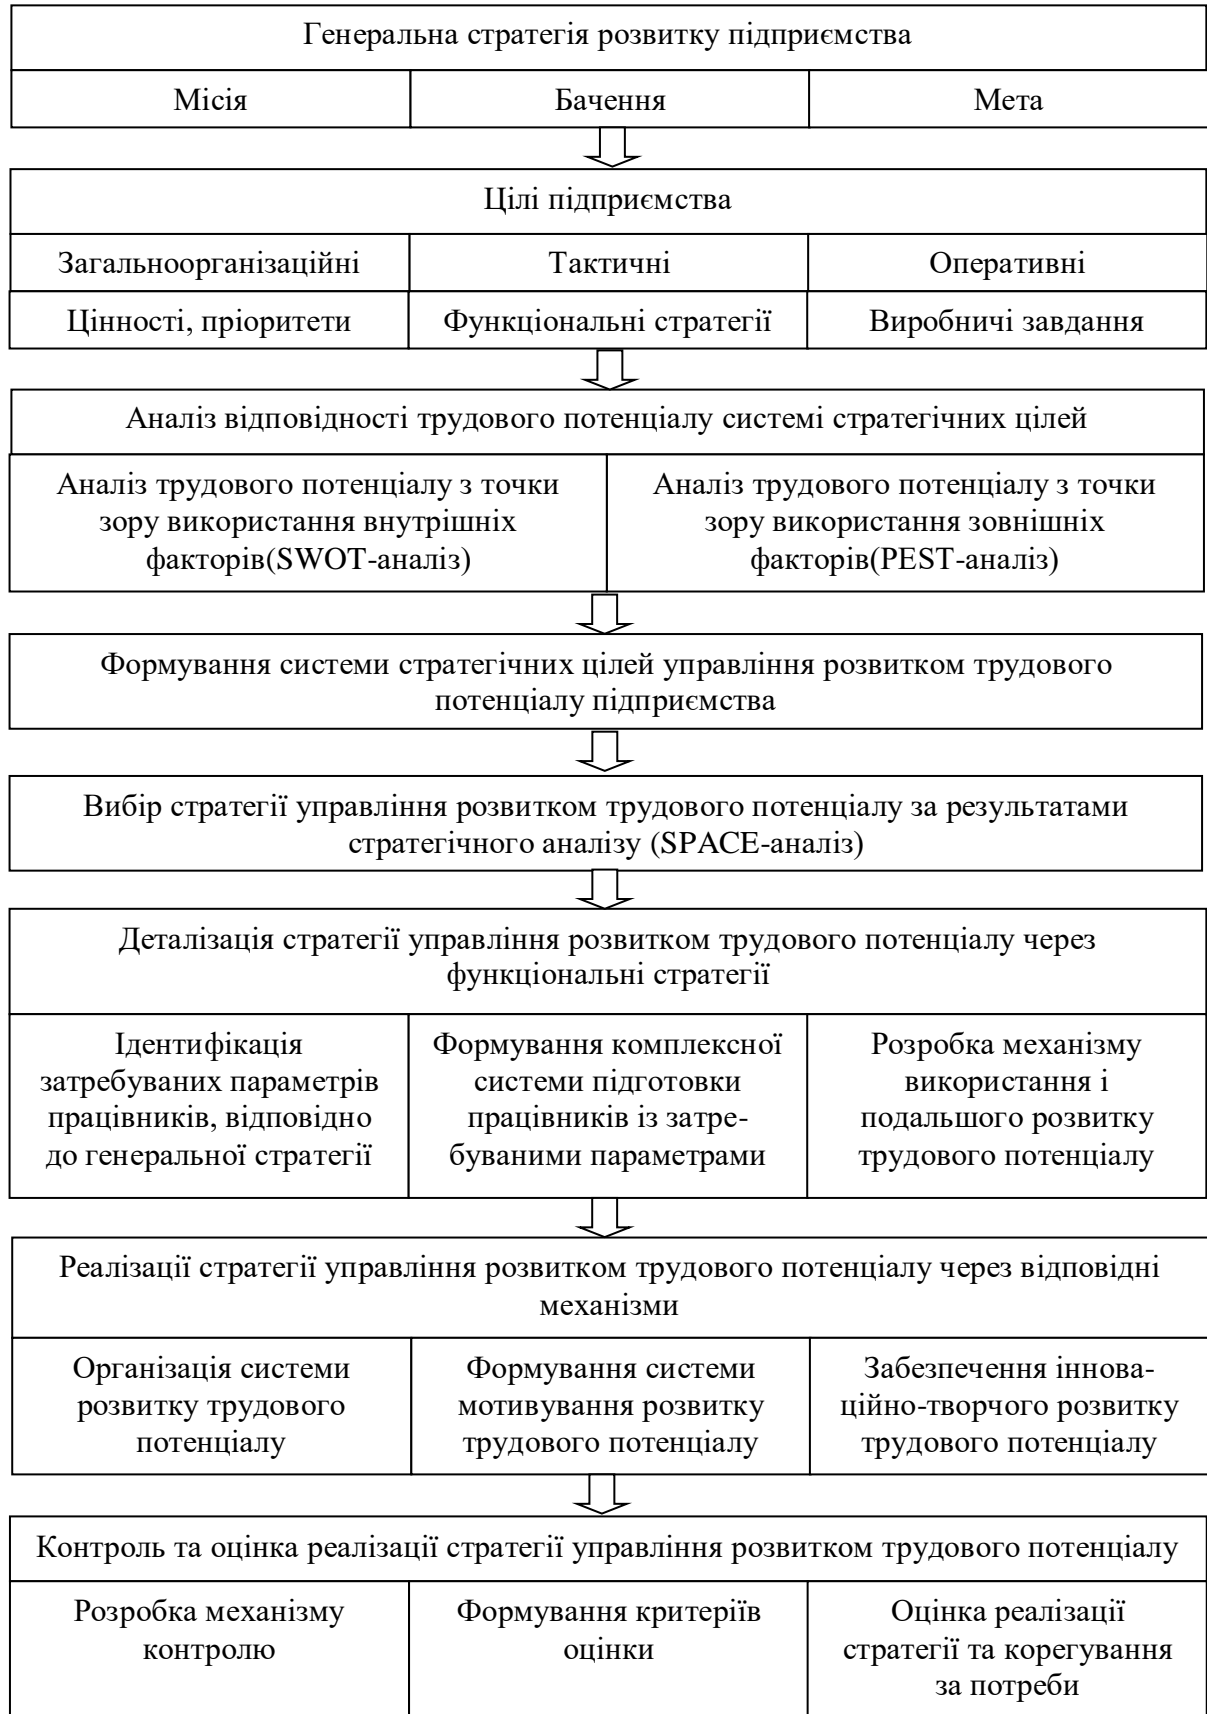 Генеральна стратегія розвитку підприємства
Місія
Бачення
Мета
Цілі підприємства
Загальноорганізаційні
Тактичні
Оперативні
Цінності, пріоритети
Функціональні стратегії
Виробничі завдання
Аналіз відповідності трудового потенціалу системі стратегічних цілей
Аналіз трудового потенціалу з точки
зору використання внутрішніх
факторів(SWOT-аналіз)
Аналіз трудового потенціалу з точки
зору використання зовнішніх
факторів(PEST-аналіз)
Формування системи стратегічних цілей управління розвитком трудового
потенціалу підприємства
Вибір стратегії управління розвитком трудового потенціалу за результатами
стратегічного аналізу (SPACE-аналіз)
Деталізація стратегії управління розвитком трудового потенціалу через
функціональні стратегії
Ідентифікація
затребуваних параметрів
працівників, відповідно
до генеральної стратегії
Формування комплексної
системи підготовки
працівників із затре-
буваними параметрами
Розробка механізму
використання і
подальшого розвитку
трудового потенціалу
Реалізації стратегії управління розвитком трудового потенціалу через відповідні
механізми
Організація системи
розвитку трудового
потенціалу
Формування системи
мотивування розвитку
трудового потенціалу
Забезпечення іннова-
ційно-творчого розвитку
трудового потенціалу
Контроль та оцінка реалізації стратегії управління розвитком трудового потенціалу
Розробка механізму
контролю
Формування критеріїв
оцінки
Оцінка реалізації
стратегії та корегування
за потреби